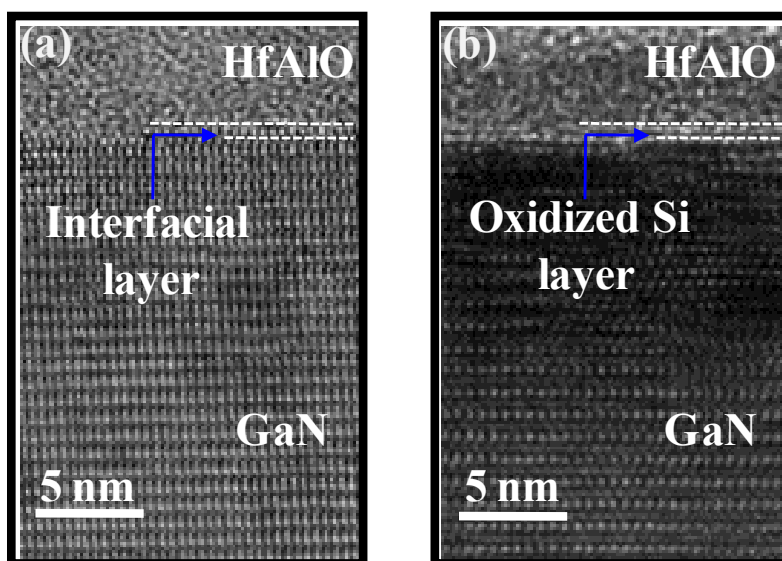 (a)
HfAlO
Interfacial
layer
GaN
5 nm
(b)
HfAlO
Oxidized Si
layer
GaN
5 nm